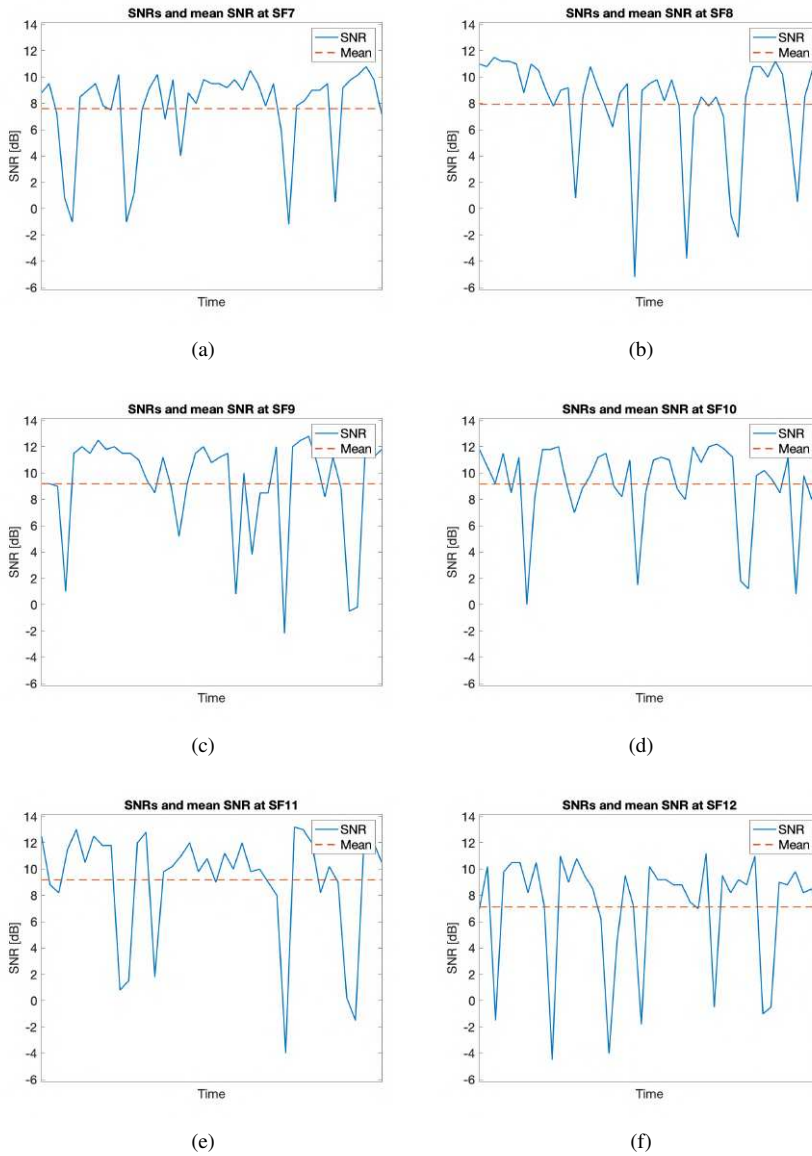 SNRs and mean SNR at SF7
SNR
Mean
SNR [dB]
14
12
10
8
6
4
2
0
-2
-4
-6
Time
(a)
SNRs and mean SNR at SF8
SNR
Mean
SNR [dB]
14
12
10
8
6
4
2
0
-2
-4
-6
Time
(b)
SNRs and mean SNR at SF9
SNR
Mean
SNR [dB]
14
12
10
8
6
4
2
0
-2
-4
-6
Time
(c)
SNRs and mean SNR at SF10
SNR
Mean
SNR [dB]
14
12
10
8
6
4
2
0
-2
-4
-6
Time
(d)
SNRs and mean SNR at SF11
SNR
Mean
SNR [dB]
14
12
10
8
6
4
2
0
-2
-4
-6
Time
(e)
SNRs and mean SNR at SF12
SNR
Mean
SNR [dB]
14
12
10
8
6
4
2
0
-2
-4
-6
Time
(f)